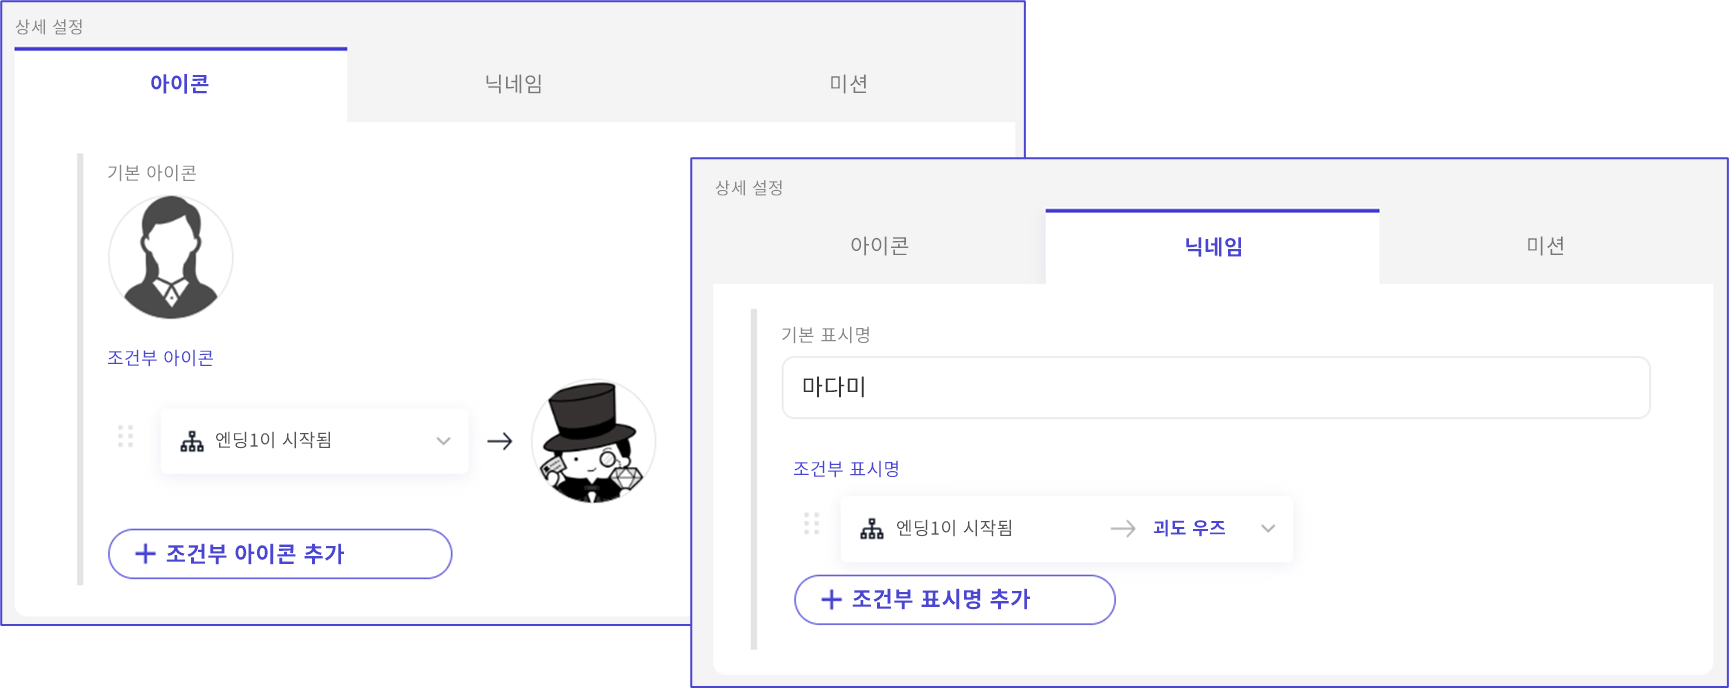 상세 설정
아이콘
닉네임
미션
기본 아이콘
조건부 아이콘
엔딩1이 시작됨
조건부 아이콘 추가
상세 설정
아이콘
닉네임
미션
기본 표시명
마다미
조건부 표시명
엔딩1이 시작됨 → 괴도 우즈
조건부 표시명 추가